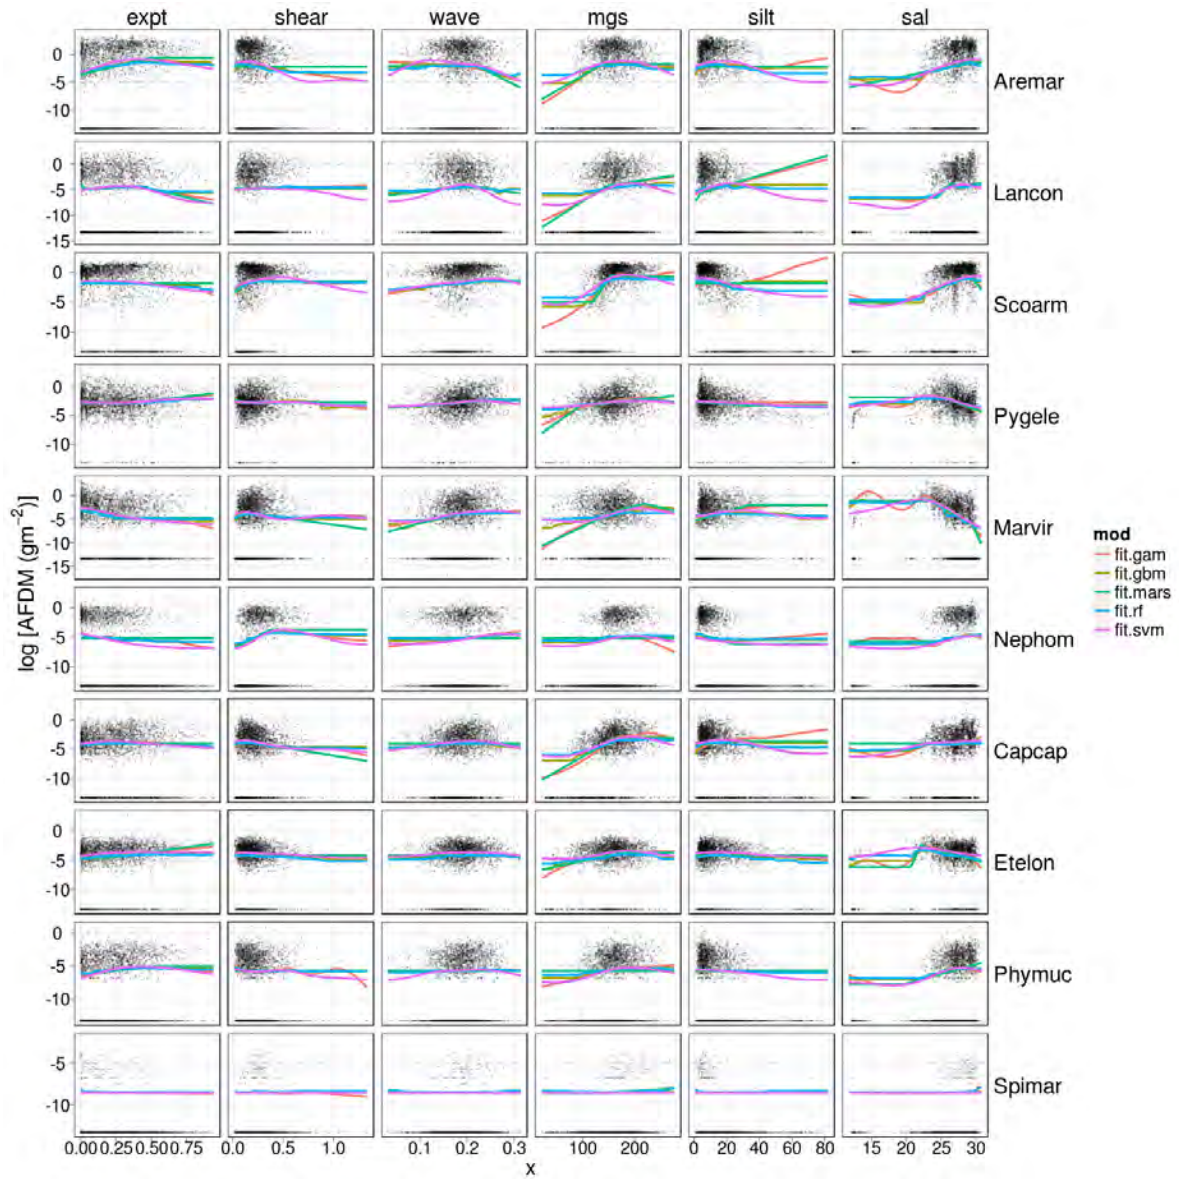 expt shear wave mgs silt sal
0
-5
-10
Aremar
0
-5
-10
-15
Lancon
0
-5
-10
Scoarm
0
-5
-10
Pygele
0
-5
-10
-15
Marvir
0
-5
-10
Nephom
0
-5
-10
Capcap
0
-5
-10
Etelon
0
-5
-10
Phymuc
-5
-10
Spimar
0.00 0.25 0.50 0.75 0.0 0.5 1.0 0.1 0.2 0.3 100 200 0 20 40 60 80 15 20 25 30
x
log [AFDM (gm⁻²)]
mod
fit.gam
fit.gbm
fit.mars
fit.rf
fit.svm